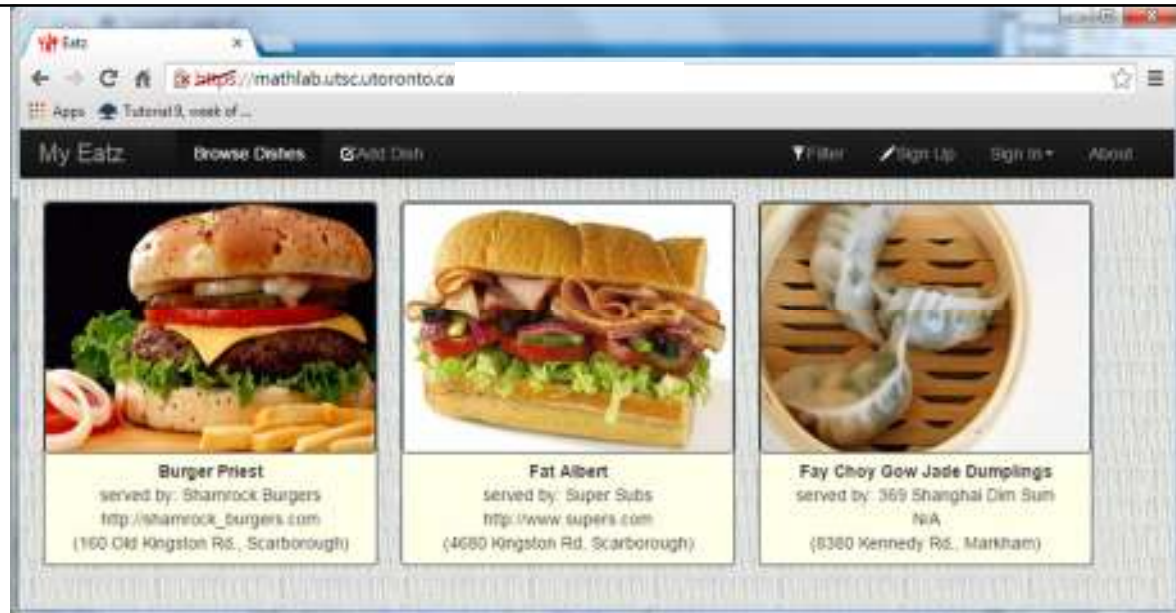 Eatz
https://mathlab.utsc.utoronto.ca
Apps Tutorial 9, week of ...
My Eatz Browse Dishes Add Dish Filter Sign Up Sign In About
Burger Priest
served by: Shamrock Burgers
http://shamrock_burgers.com
(160 Old Kingston Rd., Scarborough)
Fat Albert
served by: Super Subs
http://www.supers.com
(4680 Kingston Rd, Scarborough)
Fay Choy Gow Jade Dumplings
served by: 369 Shanghai Dim Sum
N/A
(8380 Kennedy Rd., Markham)